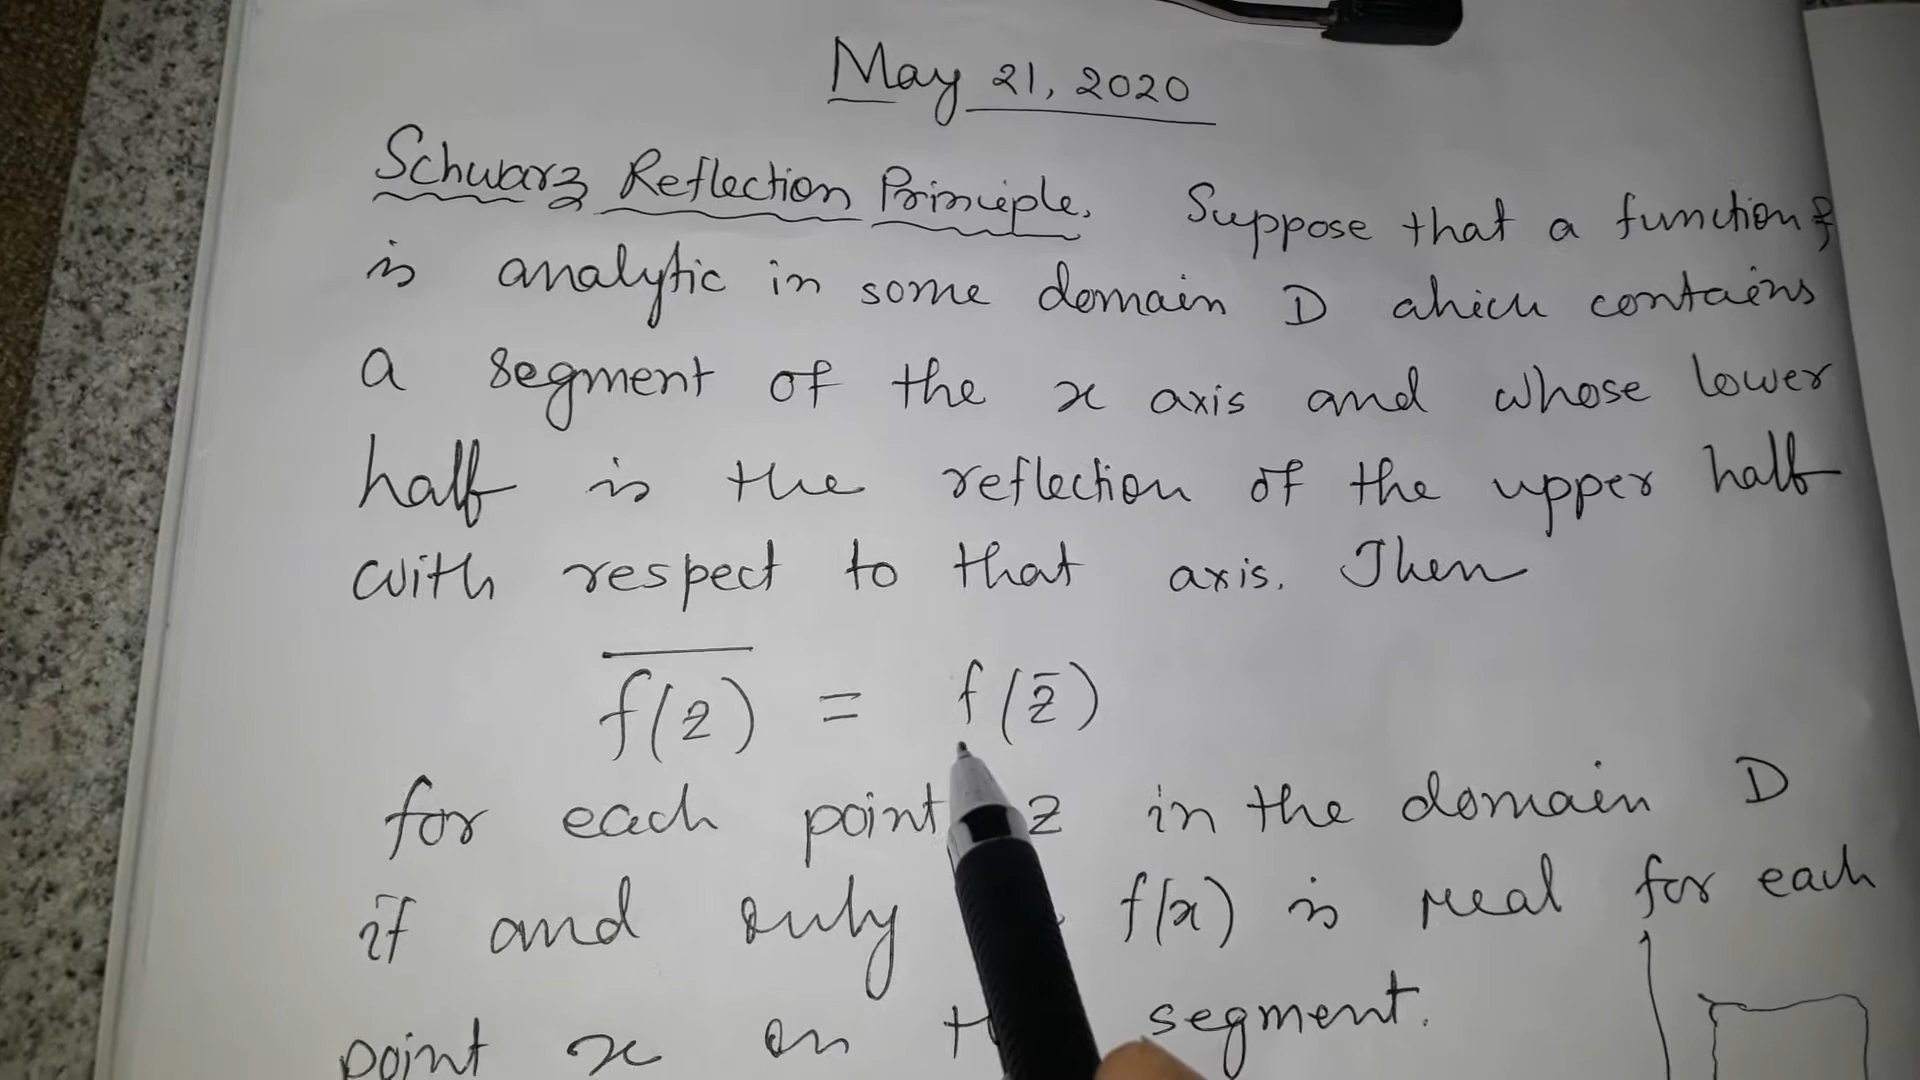 May 21, 2020
Schwarz Reflection Principle. Suppose that a function f
is analytic in some domain D which contains
a segment of the x axis and whose lower
half is the reflection of the upper half
with respect to that axis. Then
\overline{f(z)} = f(z̄)
for each point z in the domain D
if and only f(x) is real for each
point x on segment.